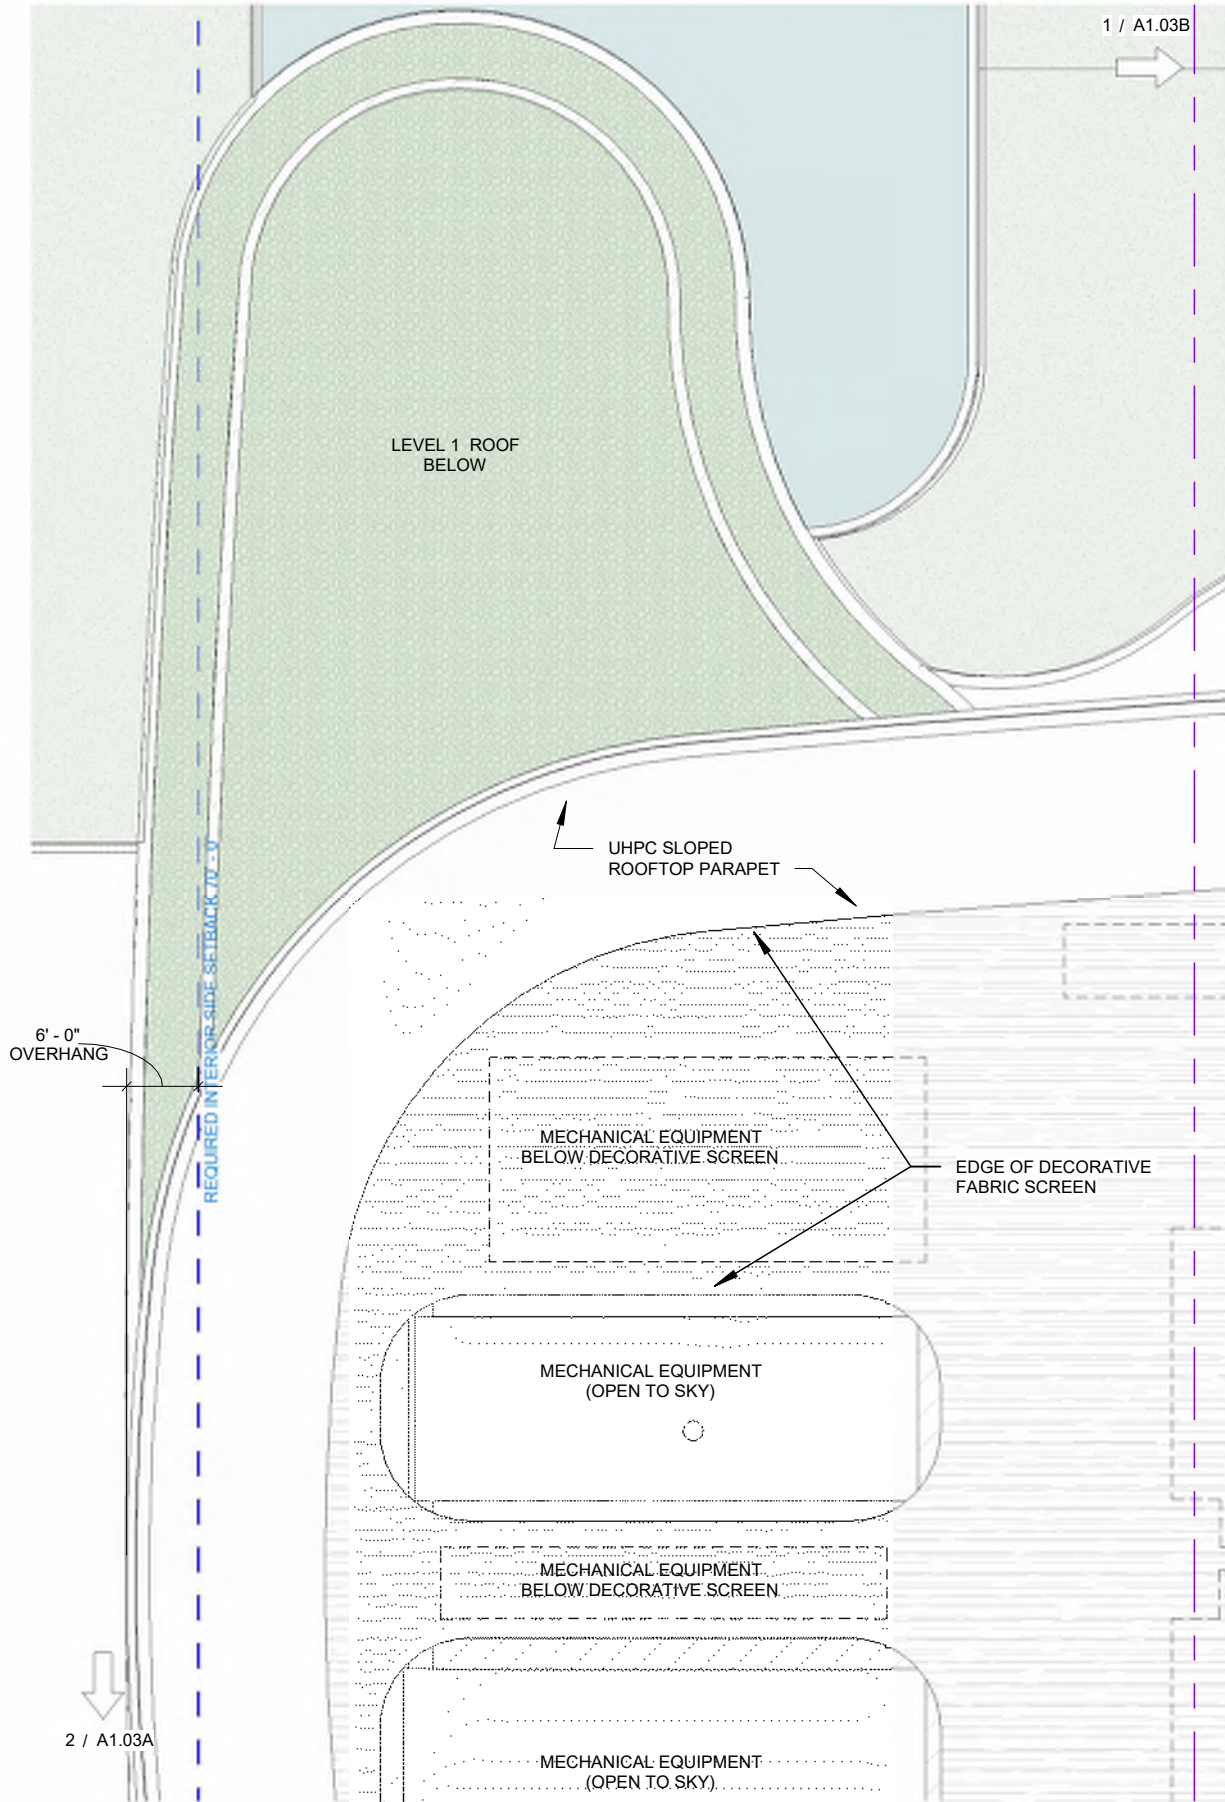 1 / A1.03B
LEVEL 1 ROOF
BELOW
UHPC SLOPED
ROOFTOP PARAPET
REQUIRED INTERIOR SIDE SETBACK 70' - 0"
6' - 0"
OVERHANG
MECHANICAL EQUIPMENT
BELOW DECORATIVE SCREEN
EDGE OF DECORATIVE
FABRIC SCREEN
MECHANICAL EQUIPMENT
(OPEN TO SKY)
MECHANICAL EQUIPMENT
BELOW DECORATIVE SCREEN
2 / A1.03A
MECHANICAL EQUIPMENT
(OPEN TO SKY)